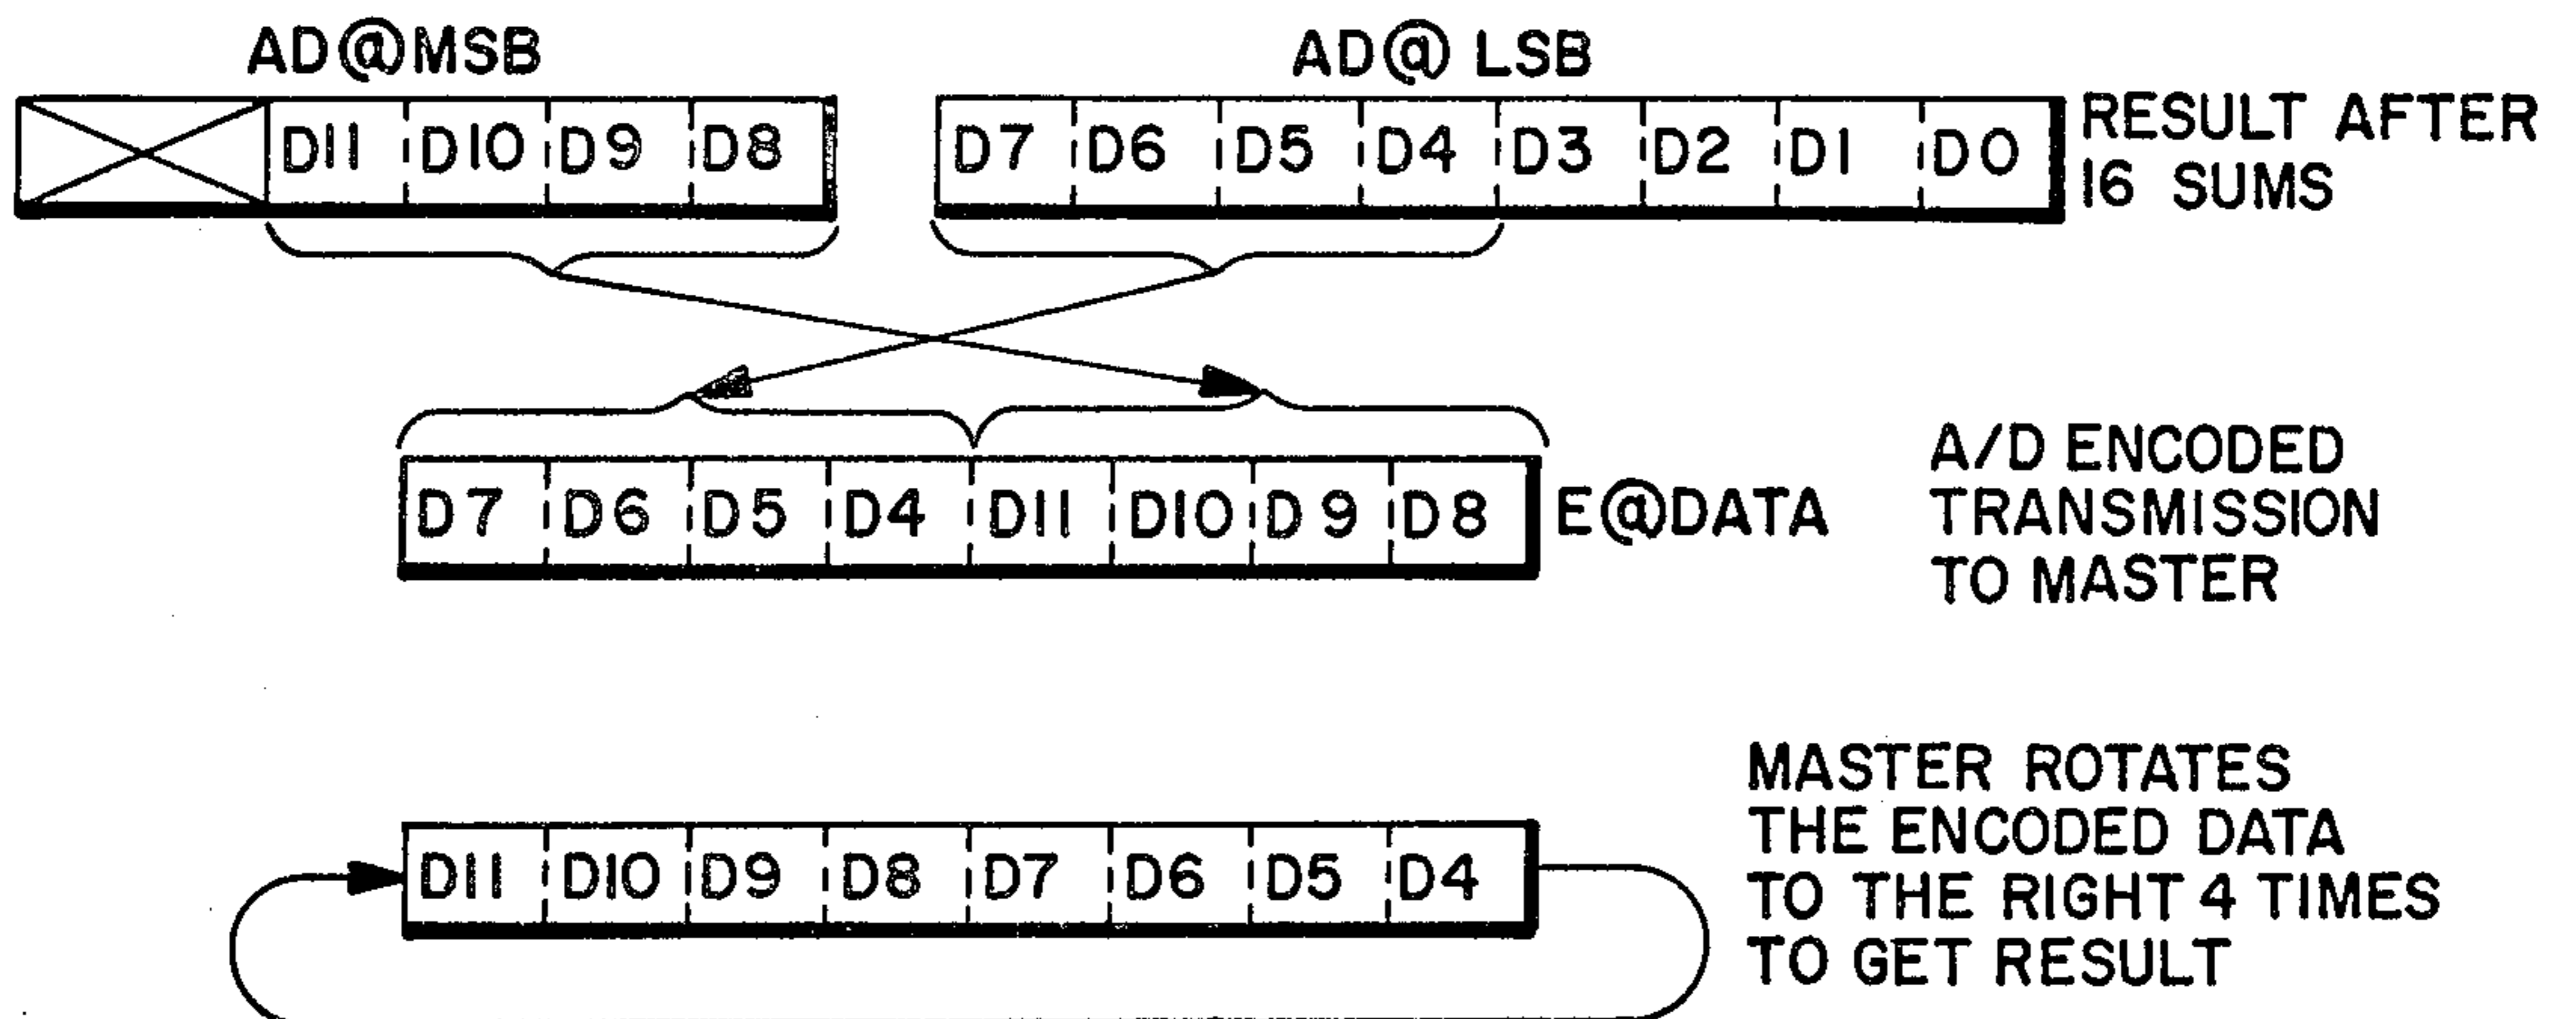 AD@MSB
AD@ LSB
D11 D10 D9 D8
D7 D6 D5 D4 D3 D2 D1 D0
RESULT AFTER
16 SUMS
D7 D6 D5 D4 D11 D10 D9 D8
E@DATA
A/D ENCODED
TRANSMISSION
TO MASTER
D11 D10 D9 D8 D7 D6 D5 D4
MASTER ROTATES
THE ENCODED DATA
TO THE RIGHT 4 TIMES
TO GET RESULT